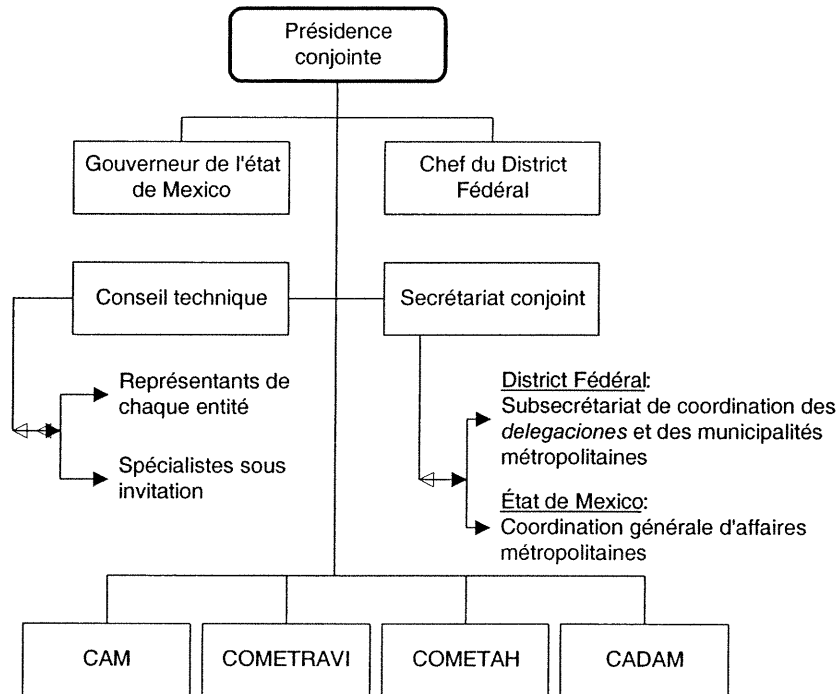 Présidence
conjointe
Gouverneur de l'état
de Mexico
Chef du District
Fédéral
Conseil technique
Secrétariat conjoint
Représentants de
chaque entité
Spécialistes sous
invitation
District Fédéral:
Subsecrétariat de coordination des
delegaciones et des municipalités
métropolitaines
État de Mexico:
Coordination générale d'affaires
métropolitaines
CAM
COMETRAVI
COMETAH
CADAM